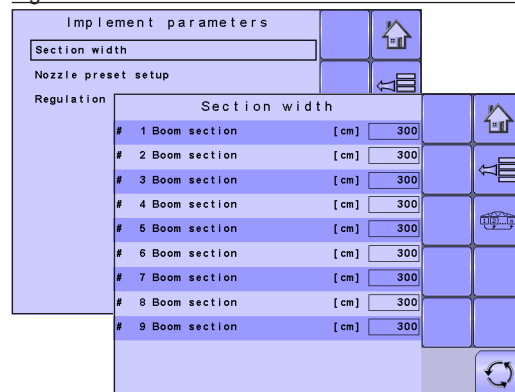 Implement parameters
Section width
Nozzle preset setup
Regulation
Section width
# 1 Boom section [cm] 300
# 2 Boom section [cm] 300
# 3 Boom section [cm] 300
# 4 Boom section [cm] 300
# 5 Boom section [cm] 300
# 6 Boom section [cm] 300
# 7 Boom section [cm] 300
# 8 Boom section [cm] 300
# 9 Boom section [cm] 300